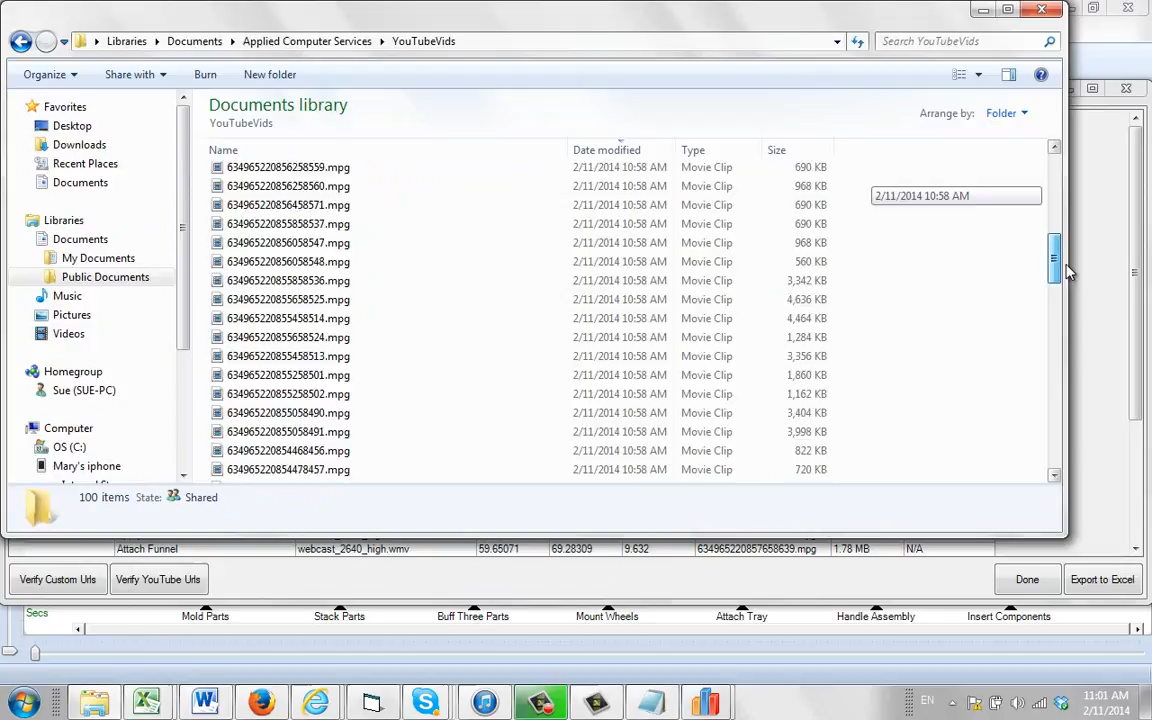 Libraries Documents Applied Computer Services YouTubeVids Search YouTubeVids
Organize Share with Burn New folder
Favorites
Desktop
Downloads
Recent Places
Documents
Libraries
Documents
My Documents
Public Documents
Music
Pictures
Videos
Homegroup
Sue (SUE-PC)
Computer
OS (C:)
Mary's iphone
Documents library
YouTubeVids
Arrange by: Folder
Name Date modified Type Size
634965220856258559.mpg 2/11/2014 10:58 AM Movie Clip 690 KB
634965220856258560.mpg 2/11/2014 10:58 AM Movie Clip 968 KB
634965220856458571.mpg 2/11/2014 10:58 AM Movie Clip 690 KB
634965220855858537.mpg 2/11/2014 10:58 AM Movie Clip 690 KB
634965220856058547.mpg 2/11/2014 10:58 AM Movie Clip 968 KB
634965220856058548.mpg 2/11/2014 10:58 AM Movie Clip 560 KB
634965220855858536.mpg 2/11/2014 10:58 AM Movie Clip 3,342 KB
634965220855658525.mpg 2/11/2014 10:58 AM Movie Clip 4,636 KB
634965220855458514.mpg 2/11/2014 10:58 AM Movie Clip 4,464 KB
634965220855658524.mpg 2/11/2014 10:58 AM Movie Clip 1,284 KB
634965220855458513.mpg 2/11/2014 10:58 AM Movie Clip 3,356 KB
634965220855258501.mpg 2/11/2014 10:58 AM Movie Clip 1,860 KB
634965220855258502.mpg 2/11/2014 10:58 AM Movie Clip 1,162 KB
634965220855058490.mpg 2/11/2014 10:58 AM Movie Clip 3,404 KB
634965220855058491.mpg 2/11/2014 10:58 AM Movie Clip 3,998 KB
634965220854468456.mpg 2/11/2014 10:58 AM Movie Clip 822 KB
634965220854478457.mpg 2/11/2014 10:58 AM Movie Clip 720 KB
2/11/2014 10:58 AM
100 items State: Shared
Attach Funnel webcast_2640_high.wmv 59.65071 69.28309 9.632 634965220857658639.mpg 1.78 MB N/A
Verify Custom Urls Verify YouTube Urls Done Export to Excel
Secs Mold Parts Stack Parts Buff Three Parts Mount Wheels Attach Tray Handle Assembly Insert Components
EN 11:01 AM
2/11/2014